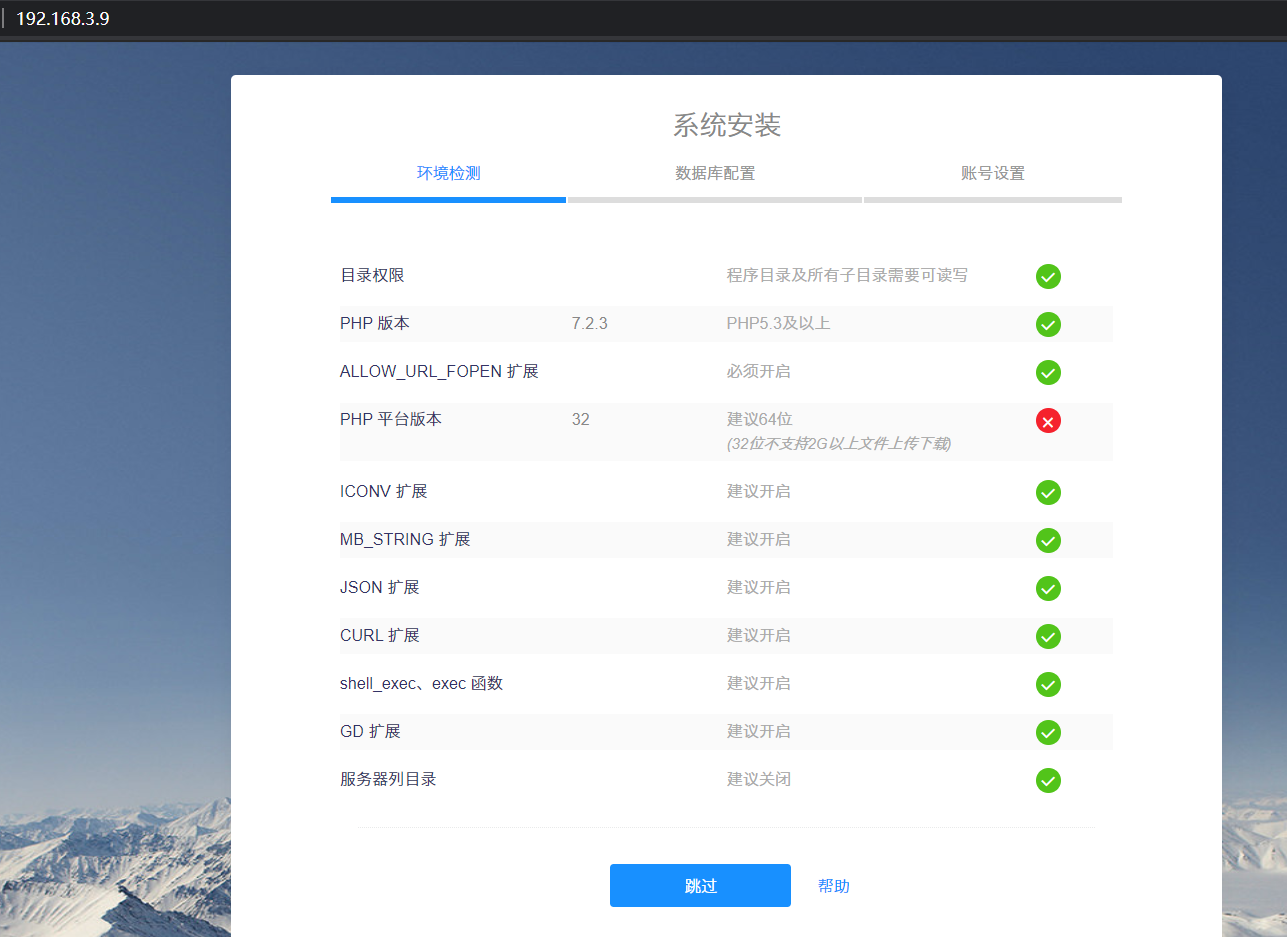 192.168.3.9
系统安装
环境检测 数据库配置 账号设置
目录权限 程序目录及所有子目录需要可读写
PHP 版本 7.2.3 PHP5.3及以上
ALLOW_URL_FOPEN 扩展 必须开启
PHP 平台版本 32 建议64位
(32位不支持2G以上文件上传下载)
ICONV 扩展 建议开启
MB_STRING 扩展 建议开启
JSON 扩展 建议开启
CURL 扩展 建议开启
shell_exec、exec 函数 建议开启
GD 扩展 建议开启
服务器列目录 建议关闭
跳过 帮助